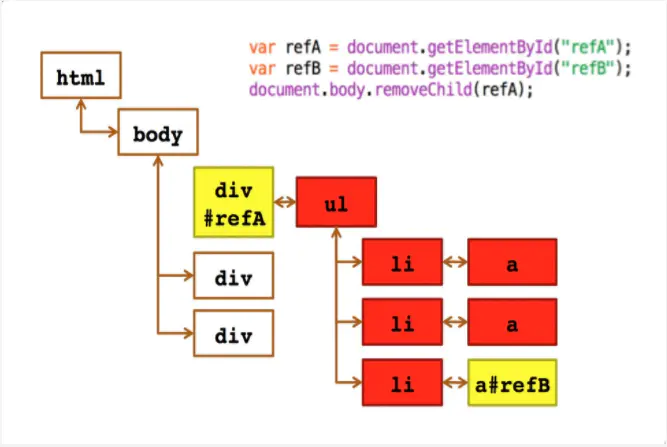 var refA = document.getElementById("refA");
var refB = document.getElementById("refB");
document.body.removeChild(refA);
html
body
div
#refA
ul
li
a
div
li
a
div
li
a#refB